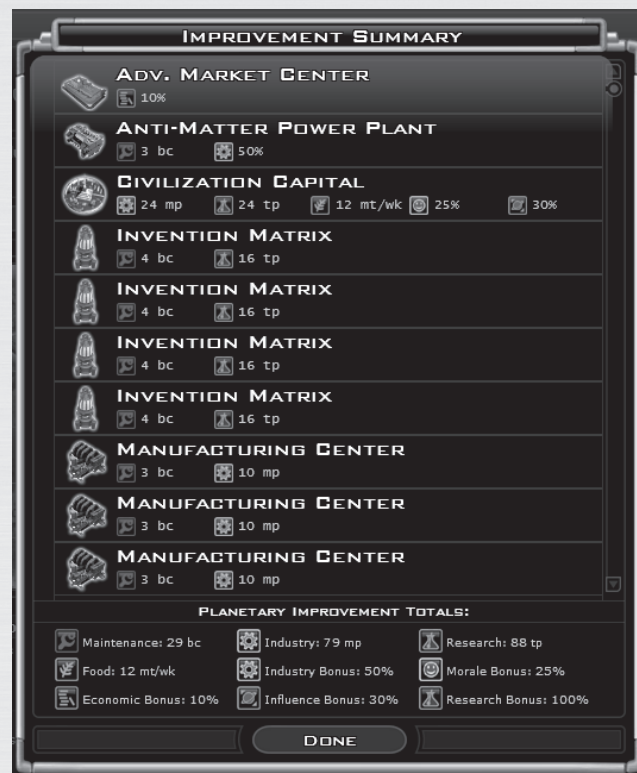 IMPROVEMENT SUMMARY
ADV. MARKET CENTER
10%
ANTI-MATTER POWER PLANT
3 bc 50%
CIVILIZATION CAPITAL
24 mp 24 tp 12 mt/wk 25% 30%
INVENTION MATRIX
4 bc 16 tp
INVENTION MATRIX
4 bc 16 tp
INVENTION MATRIX
4 bc 16 tp
INVENTION MATRIX
4 bc 16 tp
MANUFACTURING CENTER
3 bc 10 mp
MANUFACTURING CENTER
3 bc 10 mp
MANUFACTURING CENTER
3 bc 10 mp
PLANETARY IMPROVEMENT TOTALS:
Maintenance: 29 bc Industry: 79 mp Research: 88 tp
Food: 12 mt/wk Industry Bonus: 50% Morale Bonus: 25%
Economic Bonus: 10% Influence Bonus: 30% Research Bonus: 100%
DONE